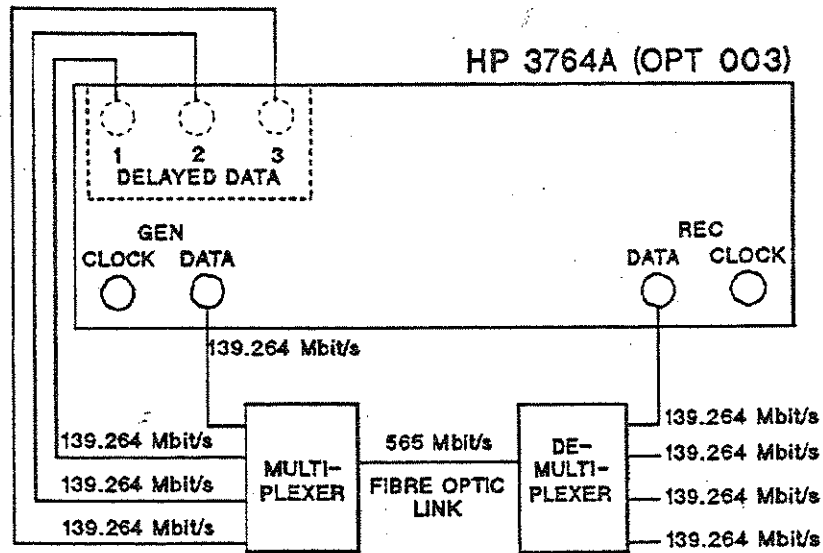 HP 3764A (OPT 003)
1 2 3
DELAYED DATA
GEN
CLOCK DATA
REC
DATA CLOCK
139.264 Mbit/s
139.264 Mbit/s
139.264 Mbit/s
139.264 Mbit/s
MULTI-
PLEXER
565 Mbit/s
FIBRE OPTIC
LINK
DE-
MULTI-
PLEXER
139.264 Mbit/s
139.264 Mbit/s
139.264 Mbit/s
139.264 Mbit/s